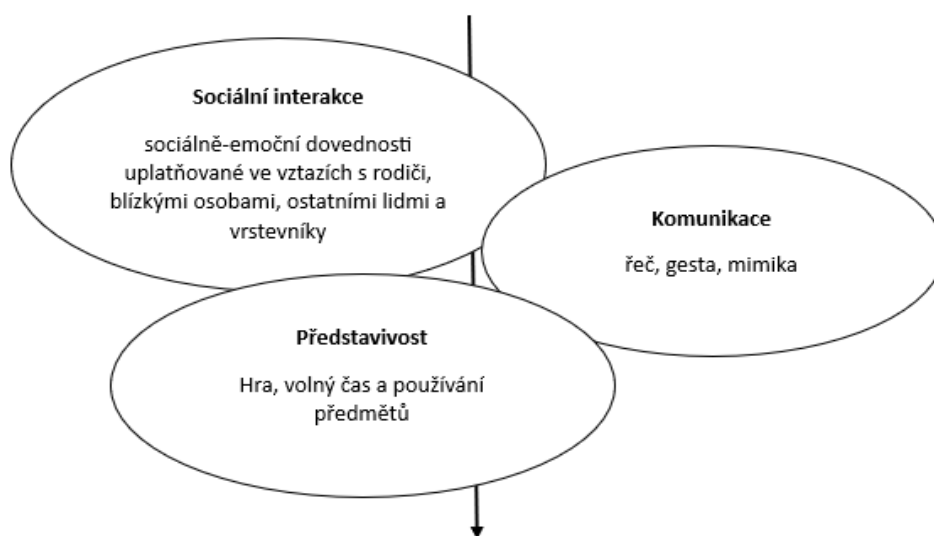 Sociální interakce
sociálně-emoční dovednosti
uplatňované ve vztazích s rodiči,
blízkými osobami, ostatními lidmi a
vrstevníky
Komunikace
řeč, gesta, mimika
Představivost
Hra, volný čas a používání
předmětů